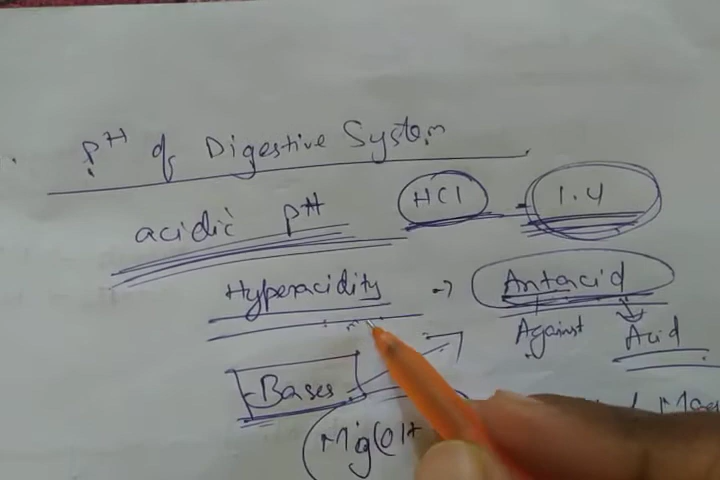 pH of Digestive System
acidic pH HCl - 1.4
Hyperacidity → Antacid
Against Acid
Bases
Mg(OH